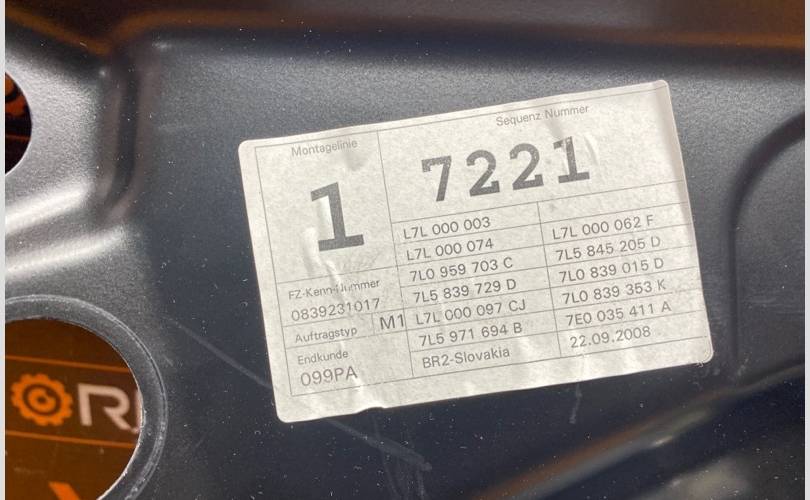 Montagelinie
1
Sequenz Nummer
7221
L7L 000 003
L7L 000 074
L7L 000 062 F
7L0 959 703 C
7L5 845 205 D
7L5 839 729 D
7L0 839 015 D
L7L 000 097 CJ
7L0 839 353 K
7L5 971 694 B
7E0 035 411 A
BR2-Slovakia
22.09.2008
FZ-Kenn-Nummer
0839231017
Auftragstyp M1
Endkunde
099PA